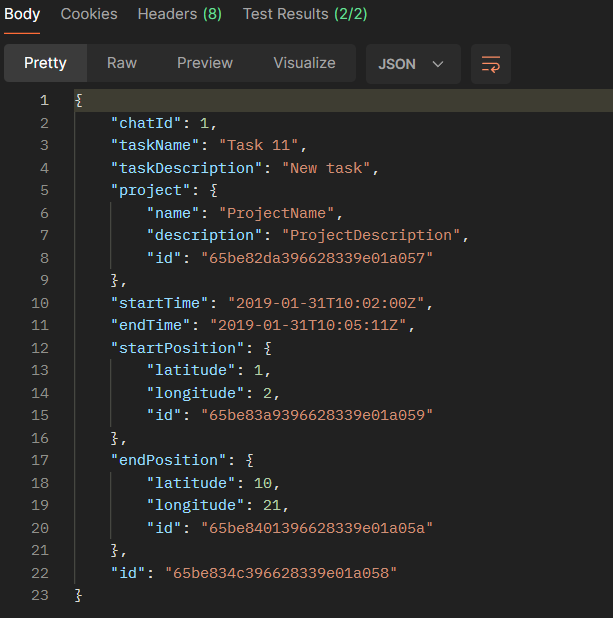 Body Cookies Headers (8) Test Results (2/2)
Pretty Raw Preview Visualize JSON
1 {
2 "chatId": 1,
3 "taskName": "Task 11",
4 "taskDescription": "New task",
5 "project": {
6 "name": "ProjectName",
7 "description": "ProjectDescription",
8 "id": "65be82da396628339e01a057"
9 },
10 "startTime": "2019-01-31T10:02:00Z",
11 "endTime": "2019-01-31T10:05:11Z",
12 "startPosition": {
13 "latitude": 1,
14 "longitude": 2,
15 "id": "65be83a9396628339e01a059"
16 },
17 "endPosition": {
18 "latitude": 10,
19 "longitude": 21,
20 "id": "65be8401396628339e01a05a"
21 },
22 "id": "65be834c396628339e01a058"
23 }